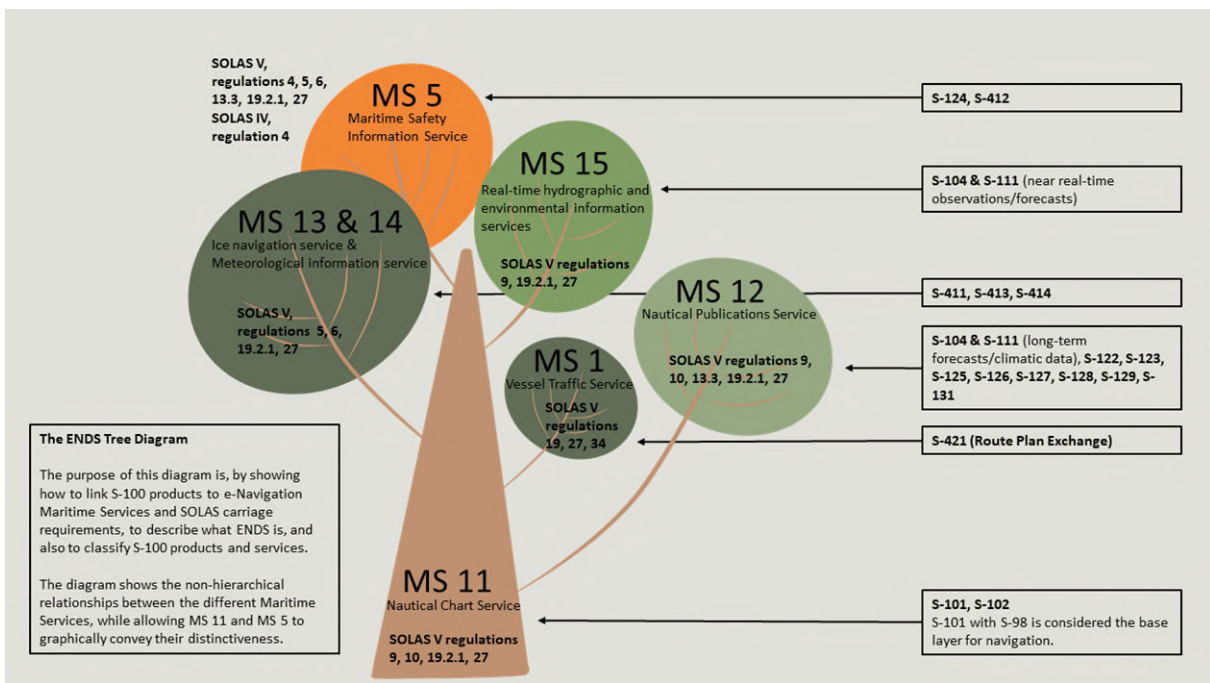 SOLAS V,
regulations 4, 5, 6,
13.3, 19.2.1, 27
SOLAS IV,
regulation 4
MS 5
Maritime Safety
Information Service
S-124, S-412
MS 15
Real-time hydrographic and
environmental information
services
SOLAS V regulations
9, 19.2.1, 27
S-104 & S-111 (near real-time
observations/forecasts)
MS 13 & 14
Ice navigation service &
Meteorological information service
SOLAS V,
regulations 5, 6,
19.2.1, 27
S-411, S-413, S-414
MS 12
Nautical Publications Service
SOLAS V regulations 9,
10, 13.3, 19.2.1, 27
S-104 & S-111 (long-term
forecasts/climatic data), S-122, S-123,
S-125, S-126, S-127, S-128, S-129, S-
131
MS 1
Vessel Traffic Service
SOLAS V
regulations
19, 27, 34
S-421 (Route Plan Exchange)
The ENDS Tree Diagram
The purpose of this diagram is, by showing
how to link S-100 products to e-Navigation
Maritime Services and SOLAS carriage
requirements, to describe what ENDS is, and
also to classify S-100 products and services.
The diagram shows the non-hierarchical
relationships between the different Maritime
Services, while allowing MS 11 and MS 5 to
graphically convey their distinctiveness.
MS 11
Nautical Chart Service
SOLAS V regulations
9, 10, 19.2.1, 27
S-101, S-102
S-101 with S-98 is considered the base
layer for navigation.